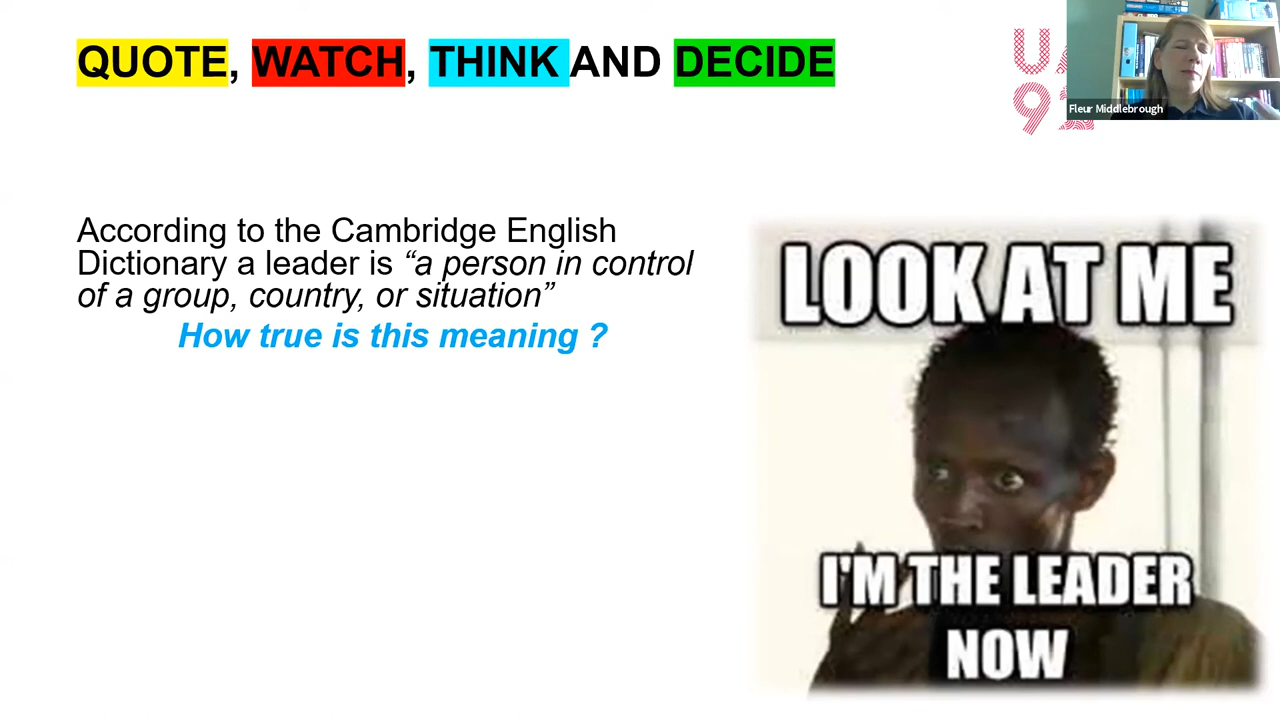 QUOTE, WATCH, THINK AND DECIDE
Fleur Middlebrough
According to the Cambridge English
Dictionary a leader is “a person in control
of a group, country, or situation”
How true is this meaning ?
LOOK AT ME
I'M THE LEADER
NOW